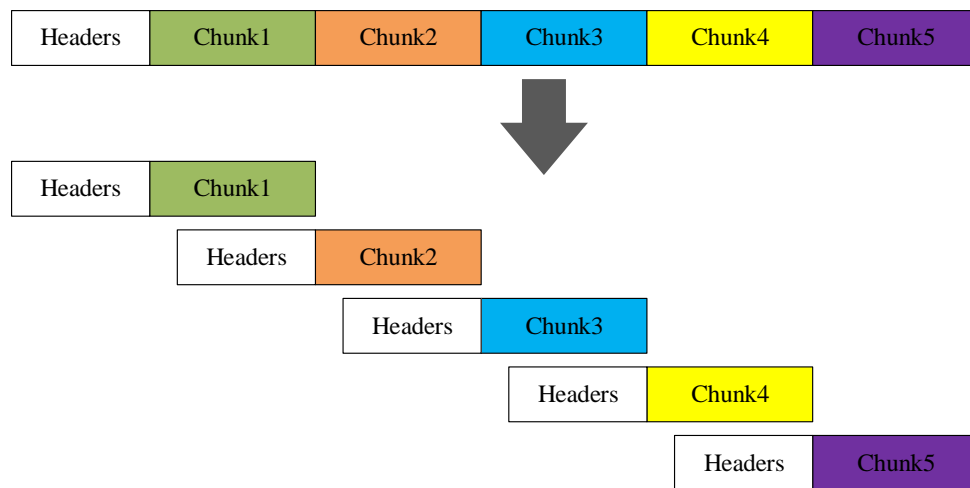 Headers Chunk1 Chunk2 Chunk3 Chunk4 Chunk5
Headers Chunk1
Headers Chunk2
Headers Chunk3
Headers Chunk4
Headers Chunk5